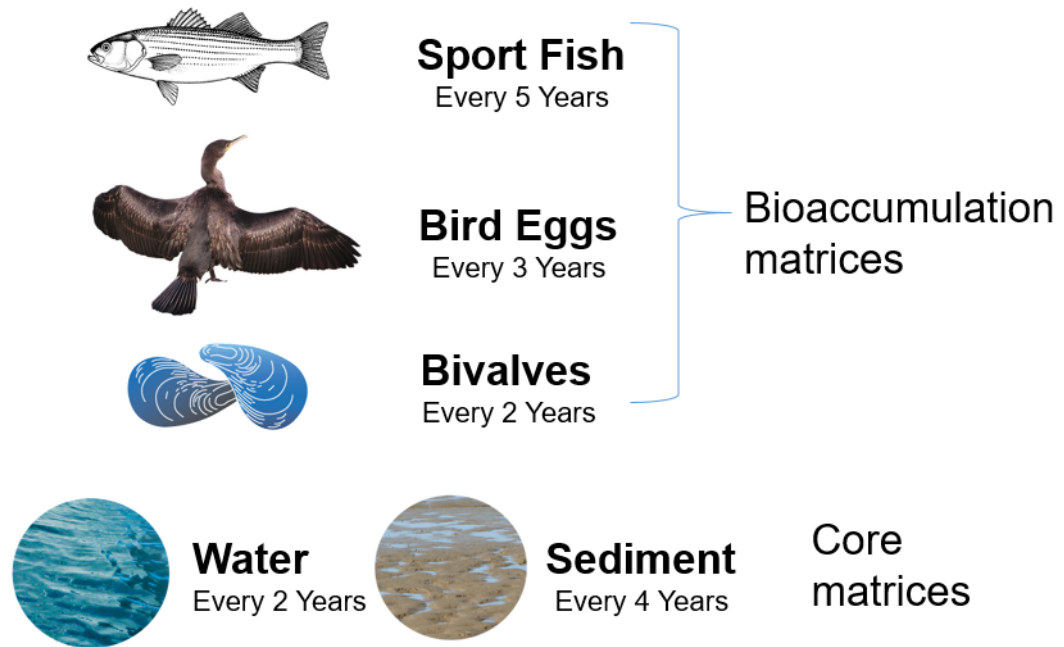 Sport Fish
Every 5 Years
Bird Eggs
Every 3 Years
Bioaccumulation
matrices
Bivalves
Every 2 Years
Water
Every 2 Years
Sediment
Every 4 Years
Core
matrices